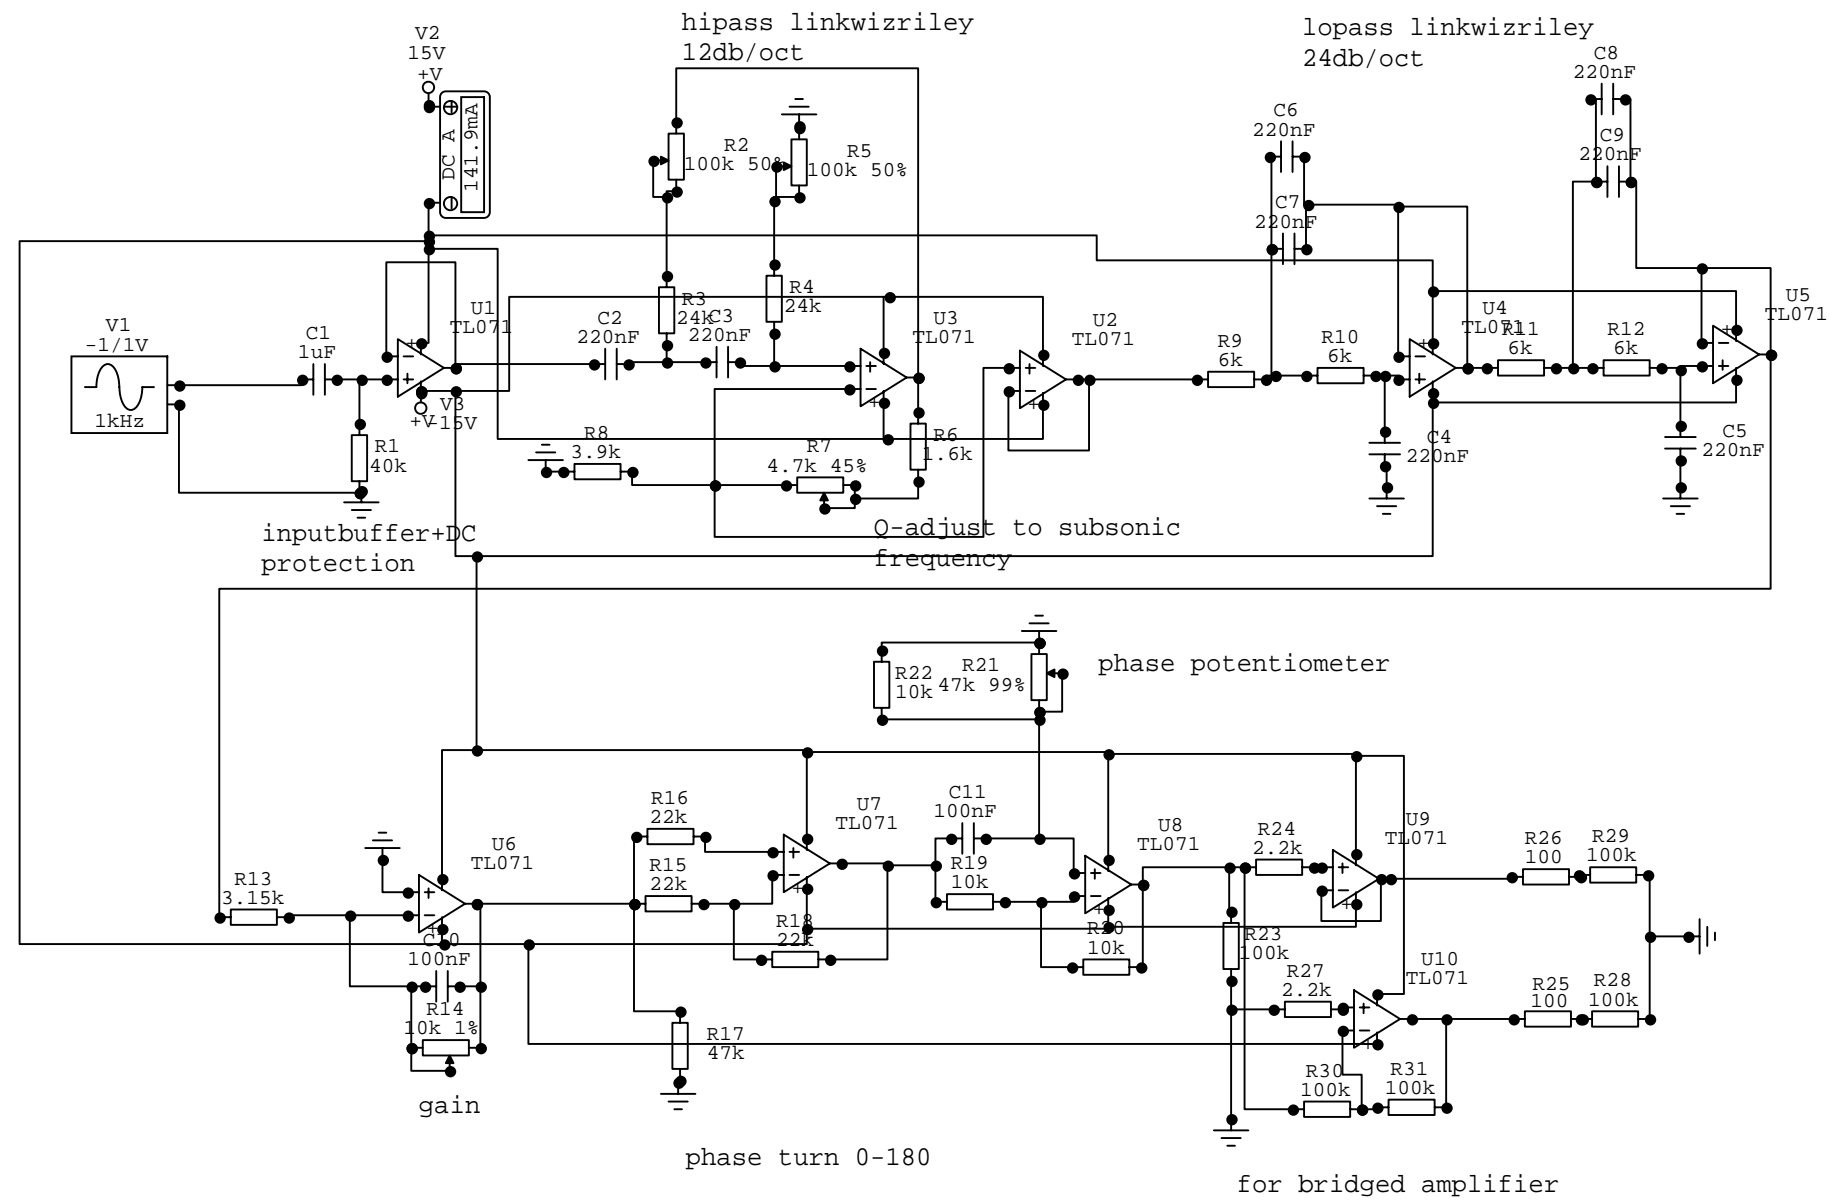 hipass linkwizriley
12db/oct
lopass linkwizriley
24db/oct
V2
15V
+V
DC A
141.9mA
R2
100k 50%
R5
100k 50%
C6
220nF
C7
220nF
C8
220nF
C9
220nF
V1
-1/1V
1kHz
C1
1uF
R1
40k
U1
TL071
V3
+V
-15V
C2
220nF
R3
24k
C3
220nF
R4
24k
U3
TL071
U2
TL071
R8
3.9k
R7
4.7k 45%
R6
1.6k
R9
6k
R10
6k
U4
TL071
R11
6k
R12
6k
U5
TL071
C4
220nF
C5
220nF
inputbuffer+DC
protection
Q-adjust to subsonic
frequency
R22
10k
R21
47k 99%
phase potentiometer
R13
3.15k
U6
TL071
C10
100nF
R14
10k 1%
gain
R16
22k
R15
22k
U7
TL071
R18
22k
R17
47k
C11
100nF
R19
10k
U8
TL071
R20
10k
R24
2.2k
U9
TL071
R23
100k
R27
2.2k
U10
TL071
R30
100k
R31
100k
R26
100
R29
100k
R25
100
R28
100k
phase turn 0-180
for bridged amplifier